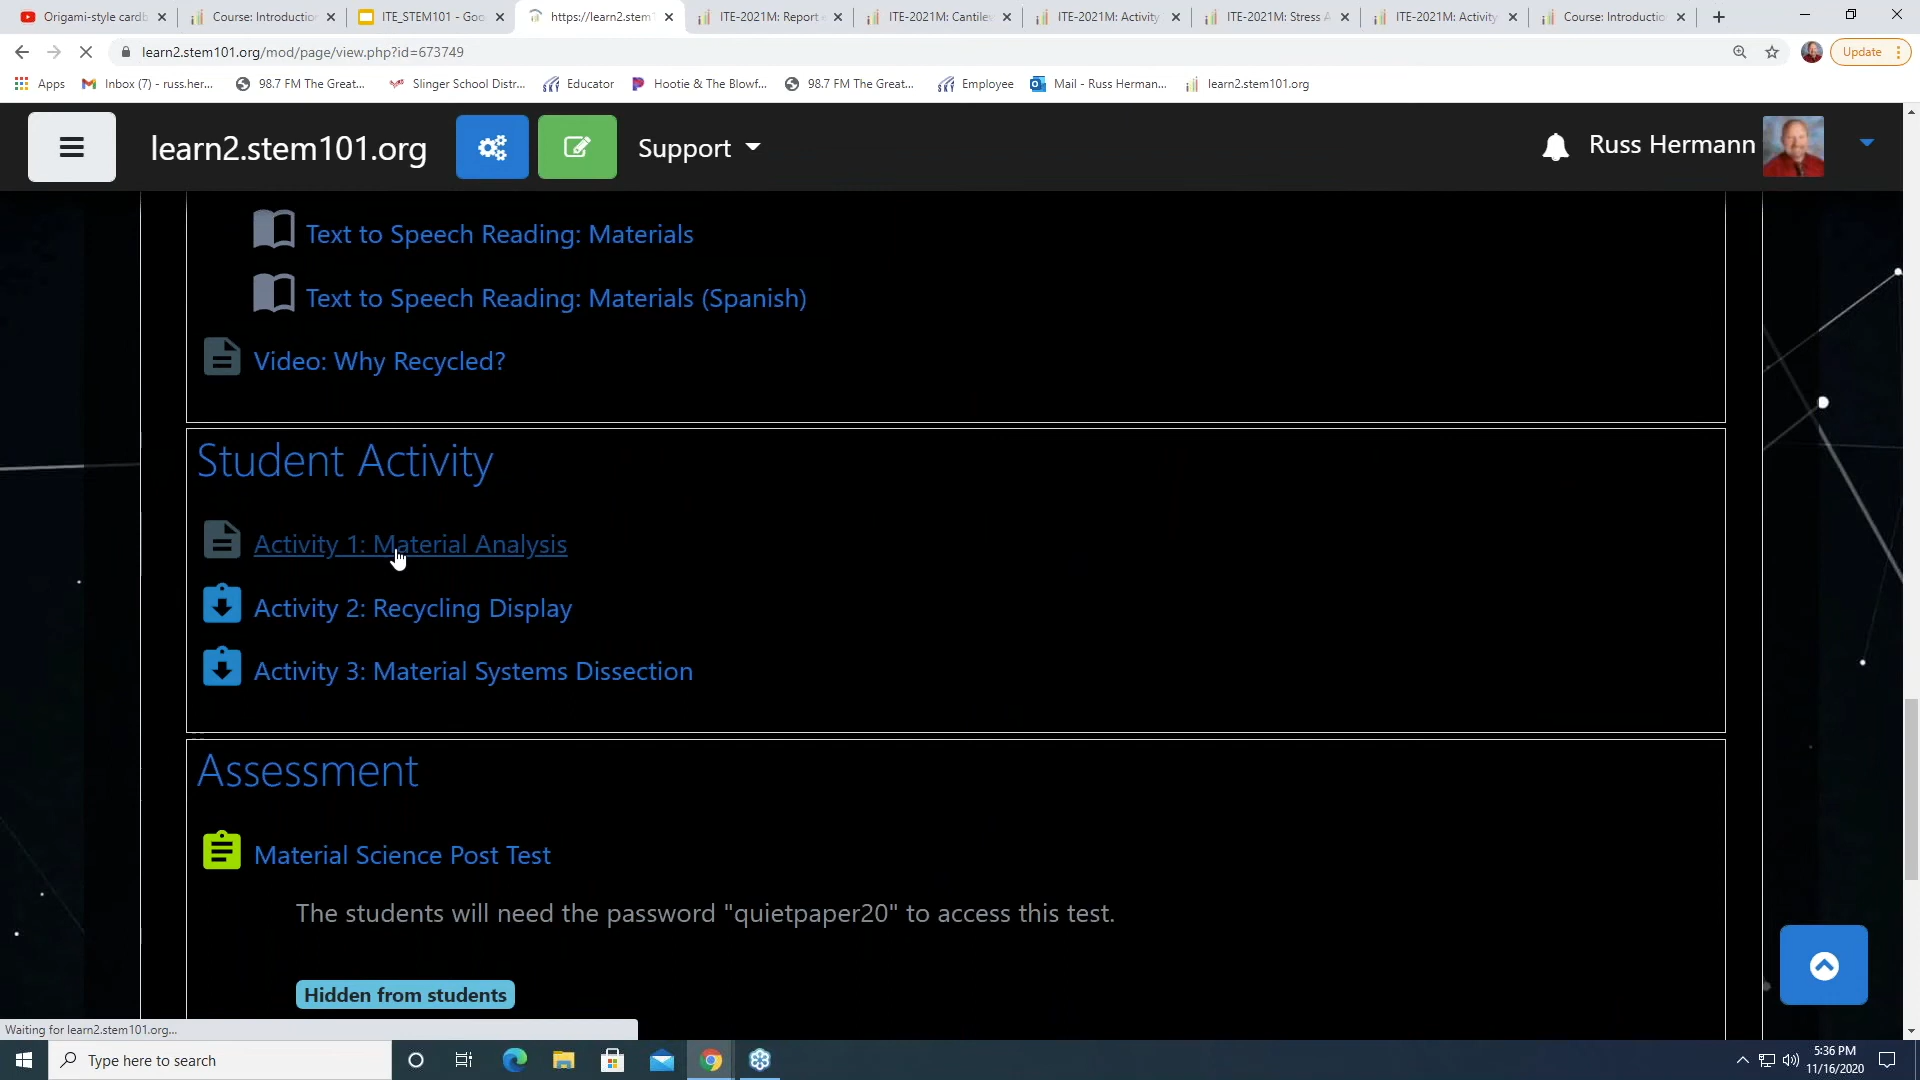 Origami-style cardb
Course: Introductio
ITE_STEM101 - Goo
https://learn2.stem1
ITE-2021M: Report
ITE-2021M: Cantile
ITE-2021M: Activity
ITE-2021M: Stress A
ITE-2021M: Activity
Course: Introductio
learn2.stem101.org/mod/page/view.php?id=673749
Update
Apps
Inbox (7) - russ.her...
98.7 FM The Great...
Slinger School Distr...
Educator
Hootie & The Blowf...
98.7 FM The Great...
Employee
Mail - Russ Herman...
learn2.stem101.org
learn2.stem101.org
Support
Russ Hermann
Text to Speech Reading: Materials
Text to Speech Reading: Materials (Spanish)
Video: Why Recycled?
Student Activity
Activity 1: Material Analysis
Activity 2: Recycling Display
Activity 3: Material Systems Dissection
Assessment
Material Science Post Test
The students will need the password "quietpaper20" to access this test.
Hidden from students
Waiting for learn2.stem101.org...
Type here to search
5:36 PM
11/16/2020